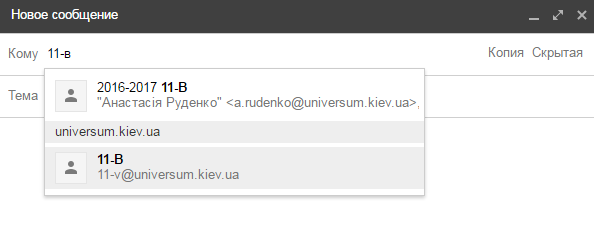 Новое сообщение
Кому 11-в Копия Скрытая
Тема
2016-2017 11-В
"Анастасія Руденко" <a.rudenko@universum.kiev.ua>,
universum.kiev.ua
11-В
11-v@universum.kiev.ua